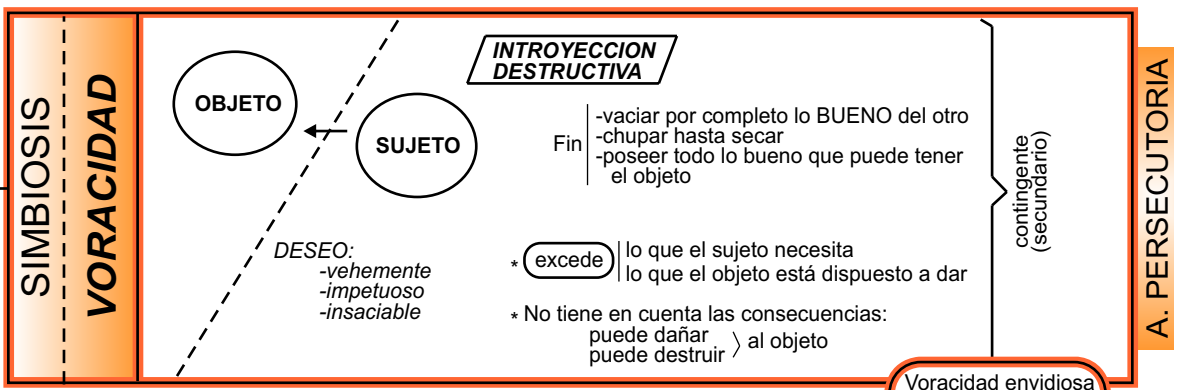 SIMBIOSIS
VORACIDAD
OBJETO
SUJETO
DESEO:
-vehemente
-impetuoso
-insaciable
INTROYECCION
DESTRUCTIVA
Fin
-vaciar por completo lo BUENO del otro
-chupar hasta secar
-poseer todo lo bueno que puede tener
el objeto
* excede
lo que el sujeto necesita
lo que el objeto está dispuesto a dar
* No tiene en cuenta las consecuencias:
puede dañar
puede destruir
〉al objeto
contingente
(secundario)
Voracidad envidiosa
A. PERSECUTORIA